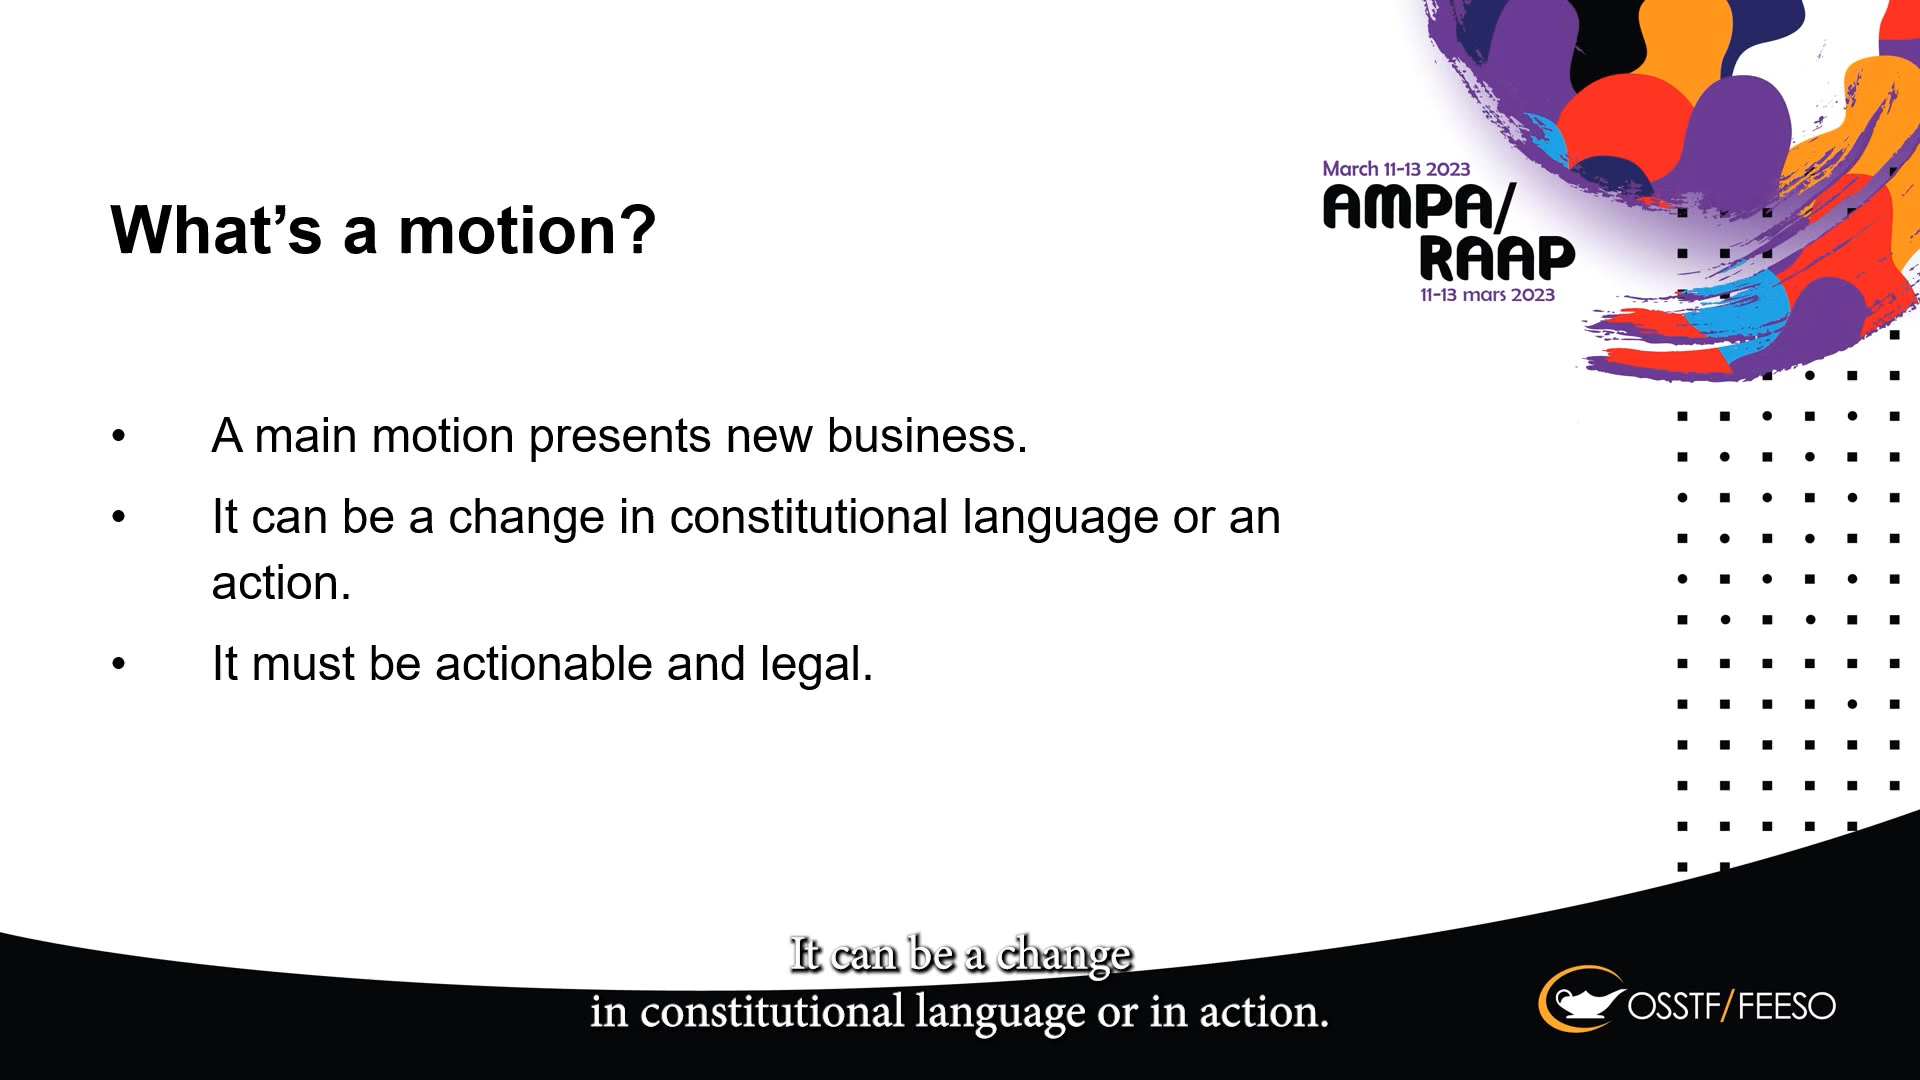 March 11-13 2023
AMPA/
RAAP
11-13 mars 2023
What’s a motion?
• A main motion presents new business.
• It can be a change in constitutional language or an
action.
• It must be actionable and legal.
It can be a change
in constitutional language or in action.
OSSTF/FEESO